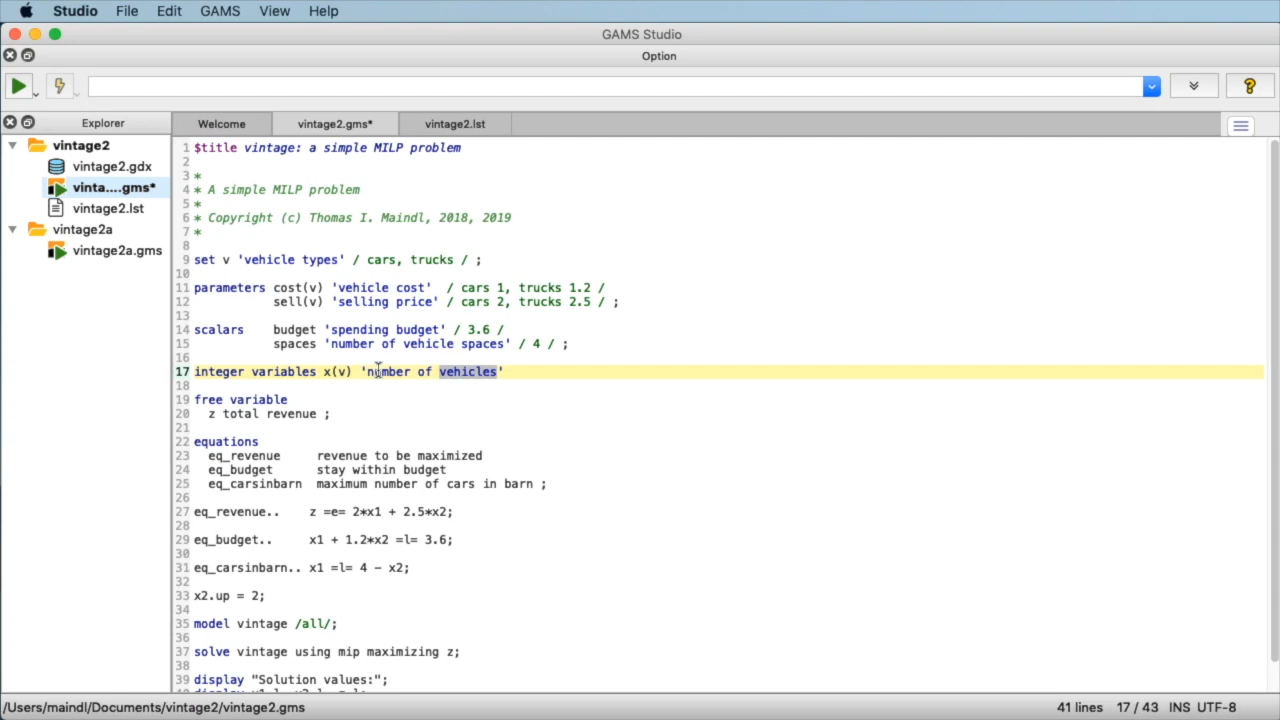 Studio File Edit GAMS View Help
GAMS Studio
Option
Explorer
Welcome vintage2.gms* vintage2.lst
vintage2
vintage2.gdx
vinta....gms*
vintage2.lst
vintage2a
vintage2a.gms
1 $title vintage: a simple MILP problem
2
3 *
4 * A simple MILP problem
5 *
6 * Copyright (c) Thomas I. Maindl, 2018, 2019
7 *
8
9 set v 'vehicle types' / cars, trucks / ;
10
11 parameters cost(v) 'vehicle cost' / cars 1, trucks 1.2 /
12 sell(v) 'selling price' / cars 2, trucks 2.5 / ;
13
14 scalars budget 'spending budget' / 3.6 /
15 spaces 'number of vehicle spaces' / 4 / ;
16
17 integer variables x(v) 'number of vehicles'
18
19 free variable
20 z total revenue ;
21
22 equations
23 eq_revenue revenue to be maximized
24 eq_budget stay within budget
25 eq_carsinbarn maximum number of cars in barn ;
26
27 eq_revenue.. z =e= 2*x1 + 2.5*x2;
28
29 eq_budget.. x1 + 1.2*x2 =l= 3.6;
30
31 eq_carsinbarn.. x1 =l= 4 - x2;
32
33 x2.up = 2;
34
35 model vintage /all/;
36
37 solve vintage using mip maximizing z;
38
39 display "Solution values:";
/Users/maindl/Documents/vintage2/vintage2.gms 41 lines 17 / 43 INS UTF-8